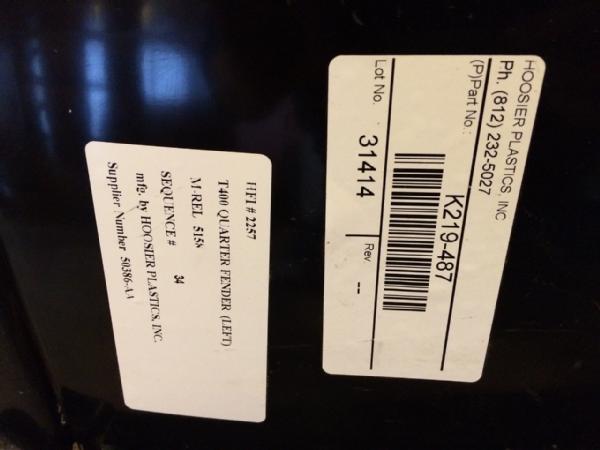 HOOSIER PLASTICS, INC
Ph. (812) 232-5027
(P)Part No.:
K219-487
Lot No.
31414
Rev
--
HFI # 2257
T400 QUARTER FENDER (LEFT)
M-REL 5158
SEQUENCE # 34
mfg. by HOOSIER PLASTICS, INC.
Supplier Number 50386-AA